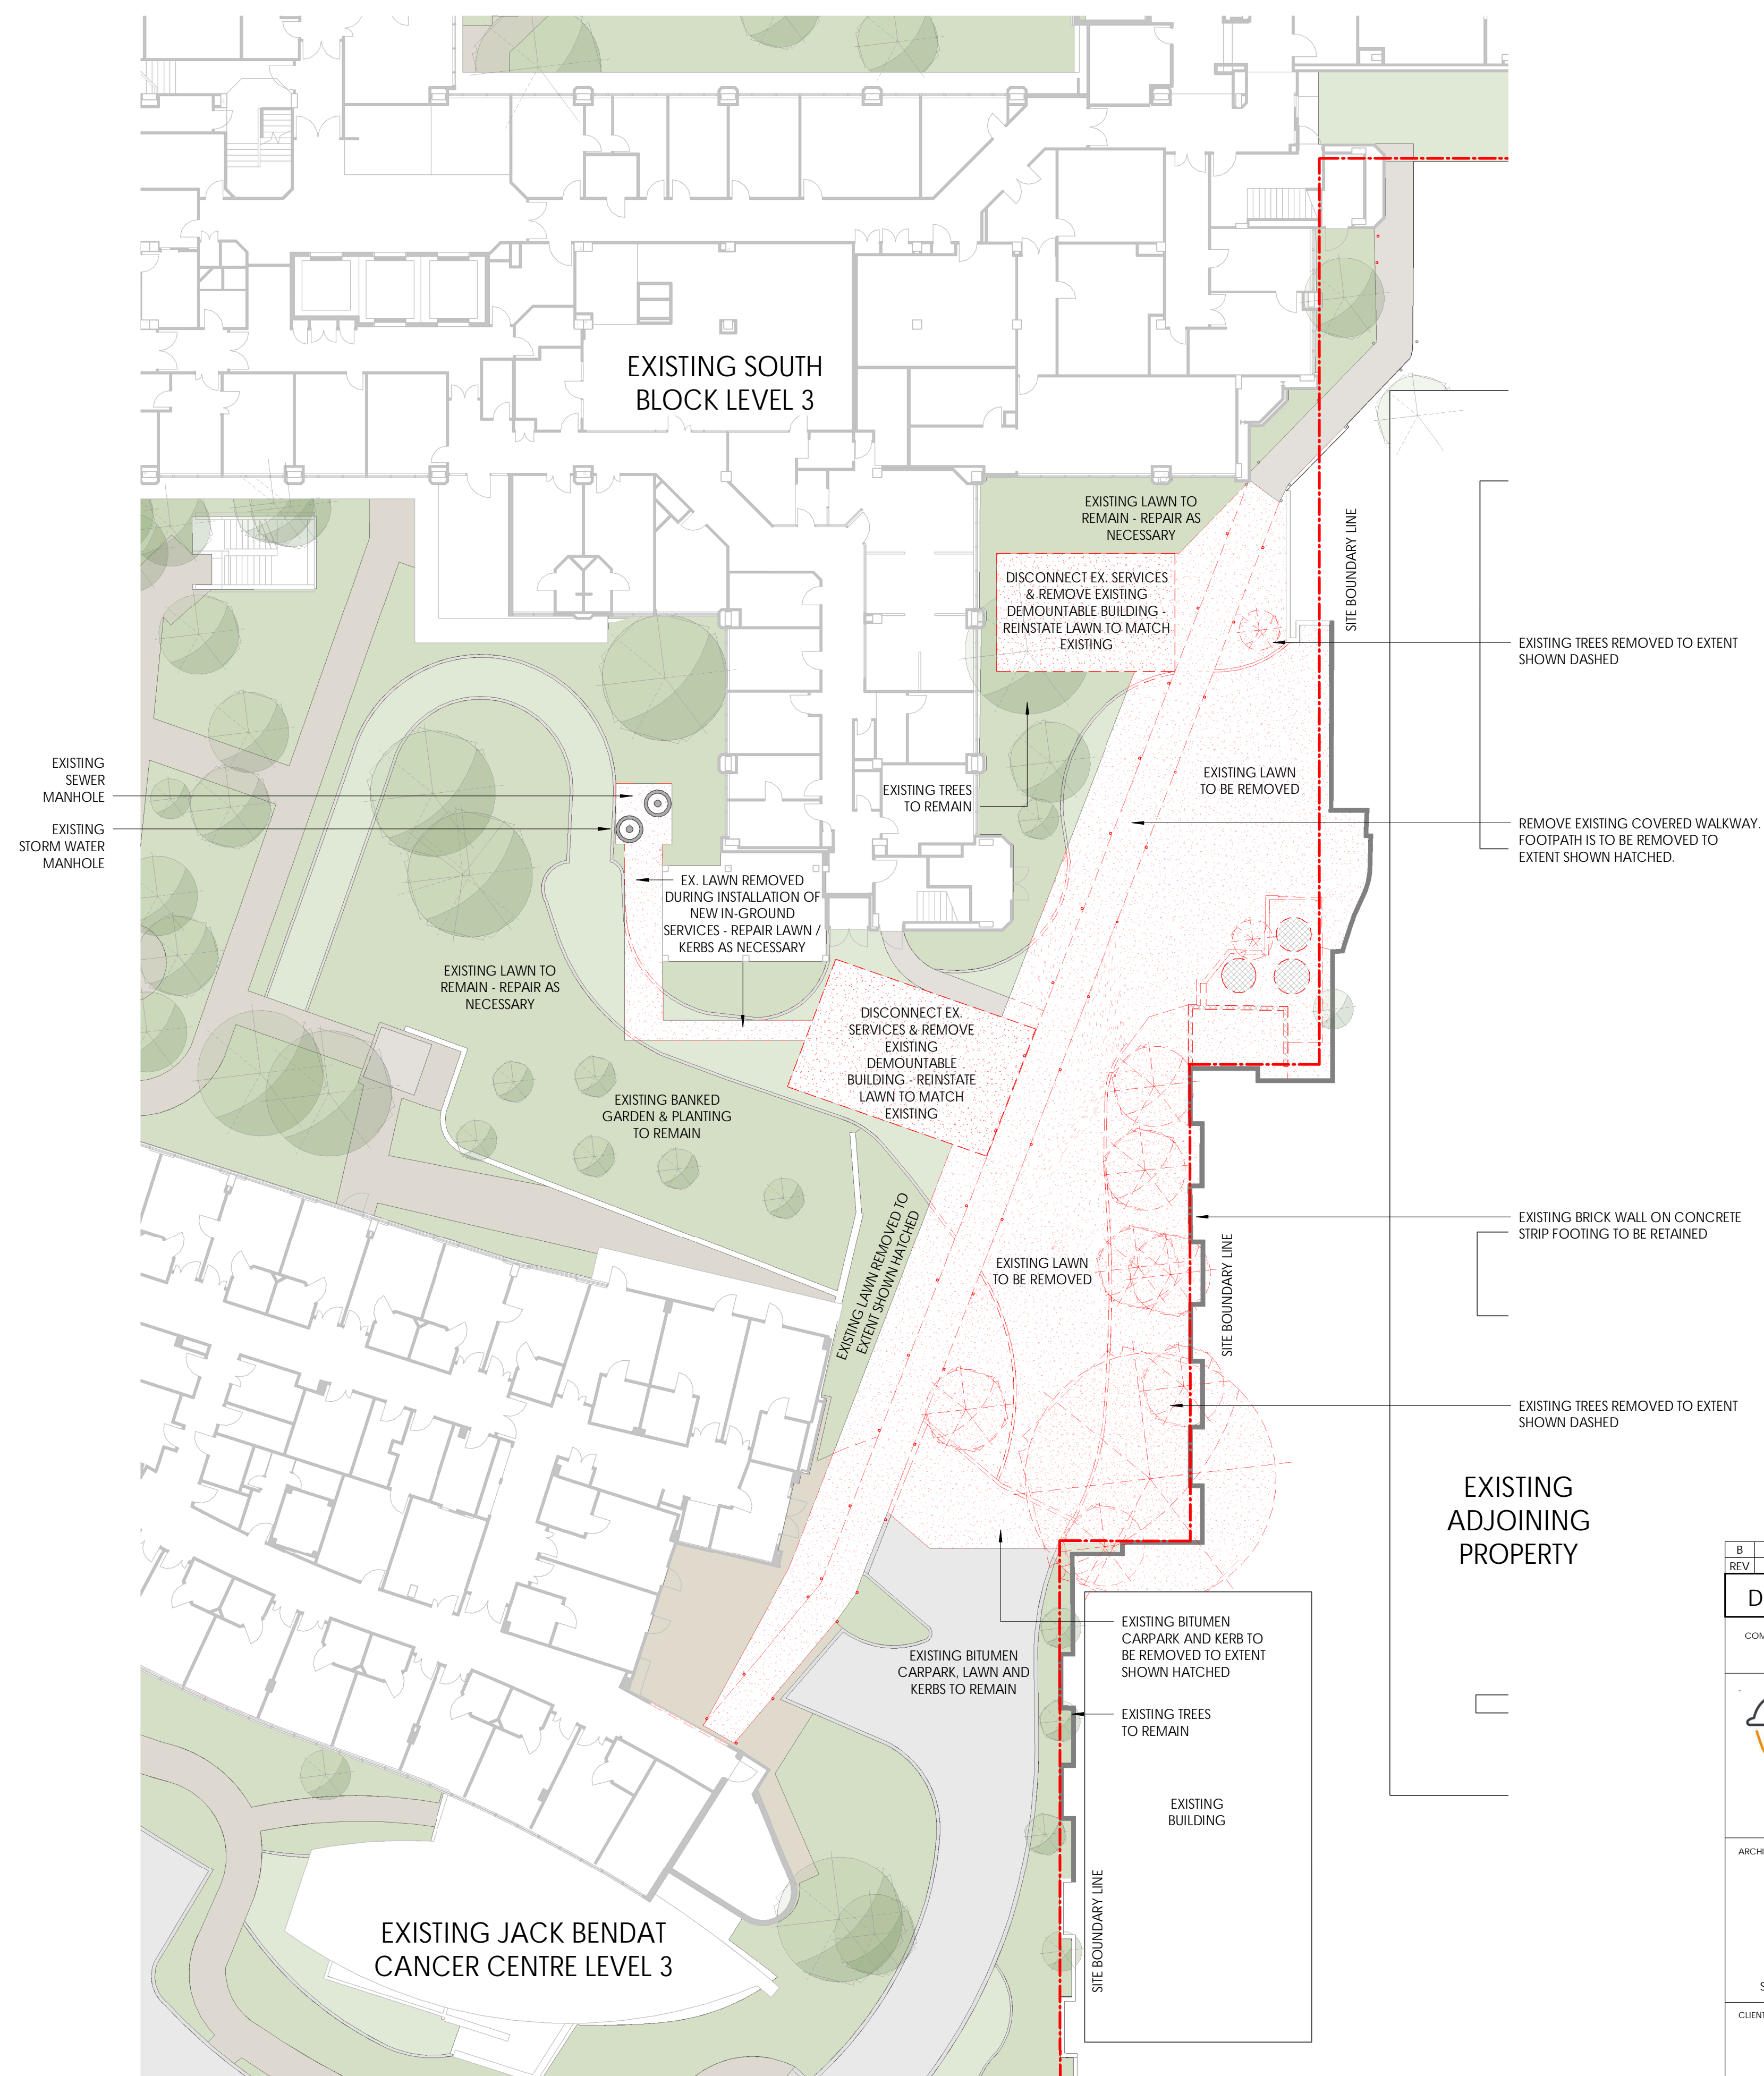 EXISTING SOUTH
BLOCK LEVEL 3
EXISTING LAWN TO
REMAIN - REPAIR AS
NECESSARY
SITE BOUNDARY LINE
DISCONNECT EX. SERVICES
& REMOVE EXISTING
DEMOUNTABLE BUILDING -
REINSTATE LAWN TO MATCH
EXISTING
EXISTING TREES REMOVED TO EXTENT
SHOWN DASHED
EXISTING
SEWER
MANHOLE
EXISTING
STORM WATER
MANHOLE
EXISTING TREES
TO REMAIN
EXISTING LAWN
TO BE REMOVED
REMOVE EXISTING COVERED WALKWAY.
FOOTPATH IS TO BE REMOVED TO
EXTENT SHOWN HATCHED.
EX. LAWN REMOVED
DURING INSTALLATION OF
NEW IN-GROUND
SERVICES - REPAIR LAWN /
KERBS AS NECESSARY
EXISTING LAWN TO
REMAIN - REPAIR AS
NECESSARY
DISCONNECT EX.
SERVICES & REMOVE
EXISTING
DEMOUNTABLE
BUILDING - REINSTATE
LAWN TO MATCH
EXISTING
EXISTING BANKED
GARDEN & PLANTING
TO REMAIN
EXISTING LAWN REMOVED TO
EXTENT SHOWN HATCHED
EXISTING LAWN
TO BE REMOVED
SITE BOUNDARY LINE
EXISTING BRICK WALL ON CONCRETE
STRIP FOOTING TO BE RETAINED
EXISTING TREES REMOVED TO EXTENT
SHOWN DASHED
EXISTING
ADJOINING
PROPERTY
EXISTING BITUMEN
CARPARK AND KERB TO
BE REMOVED TO EXTENT
SHOWN HATCHED
EXISTING BITUMEN
CARPARK, LAWN AND
KERBS TO REMAIN
EXISTING TREES
TO REMAIN
EXISTING
BUILDING
SITE BOUNDARY LINE
EXISTING JACK BENDAT
CANCER CENTRE LEVEL 3
B
REV